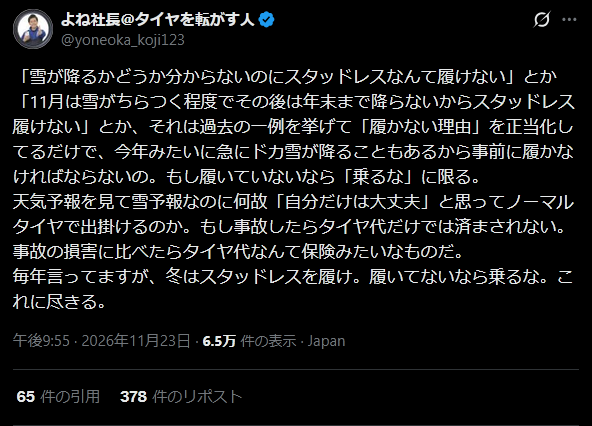 よね社長@タイヤを転がす人
@yoneoka_koji123
「雪が降るかどうか分からないのにスタッドレスなんて履けない」とか
「11月は雪がちらつく程度でその後は年末まで降らないからスタッドレス
履けない」とか、それは過去の一例を挙げて「履かない理由」を正当化し
てるだけで、今年みたいに急にドカ雪が降ることもあるから事前に履かな
ければならないの。もし履いていないなら「乗るな」に限る。
天気予報を見て雪予報なのに何故「自分だけは大丈夫」と思ってノーマル
タイヤで出掛けるのか。もし事故したらタイヤ代だけでは済まされない。
事故の損害に比べたらタイヤ代なんて保険みたいなものだ。
毎年言ってますが、冬はスタッドレスを履け。履いてないなら乗るな。こ
れに尽きる。
午後9:55 · 2026年11月23日 · 6.5万 件の表示 · Japan
65 件の引用 378 件のリポスト